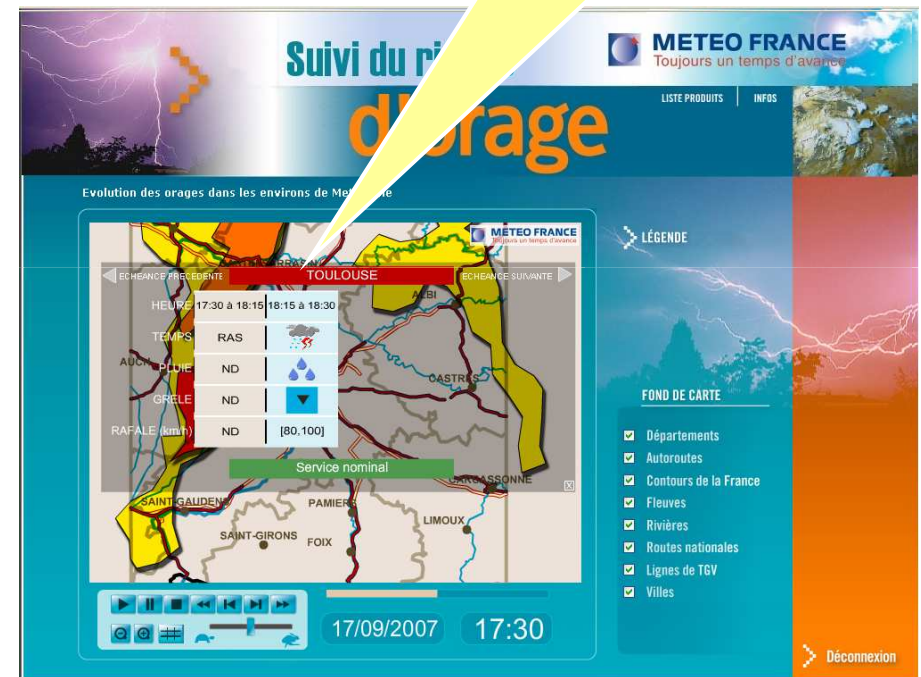 Suivi du
METEO FRANCE
Toujours un temps d'avance
d'orage
LISTE PRODUITS | INFOS
Evolution des orages dans les environs de
METEO FRANCE
Toujours un temps d'avance
LÉGENDE
ECHEANCE PRECEDENTE
TOULOUSE
ECHEANCE SUIVANTE
ALBI
HEURE 17:30 à 18:15 18:15 à 18:30
TEMPS RAS
AUCH
PLUIE ND
CASTRES
GRELE ND
RAFALE (km/h) ND [80,100]
Service nominal
CARCASSONNE
SAINT-GAUDENS
PAMIERS
LIMOUX
SAINT-GIRONS
FOIX
FOND DE CARTE
Départements
Autoroutes
Contours de la France
Fleuves
Rivières
Routes nationales
Lignes de TGV
Villes
17/09/2007 17:30
Déconnexion